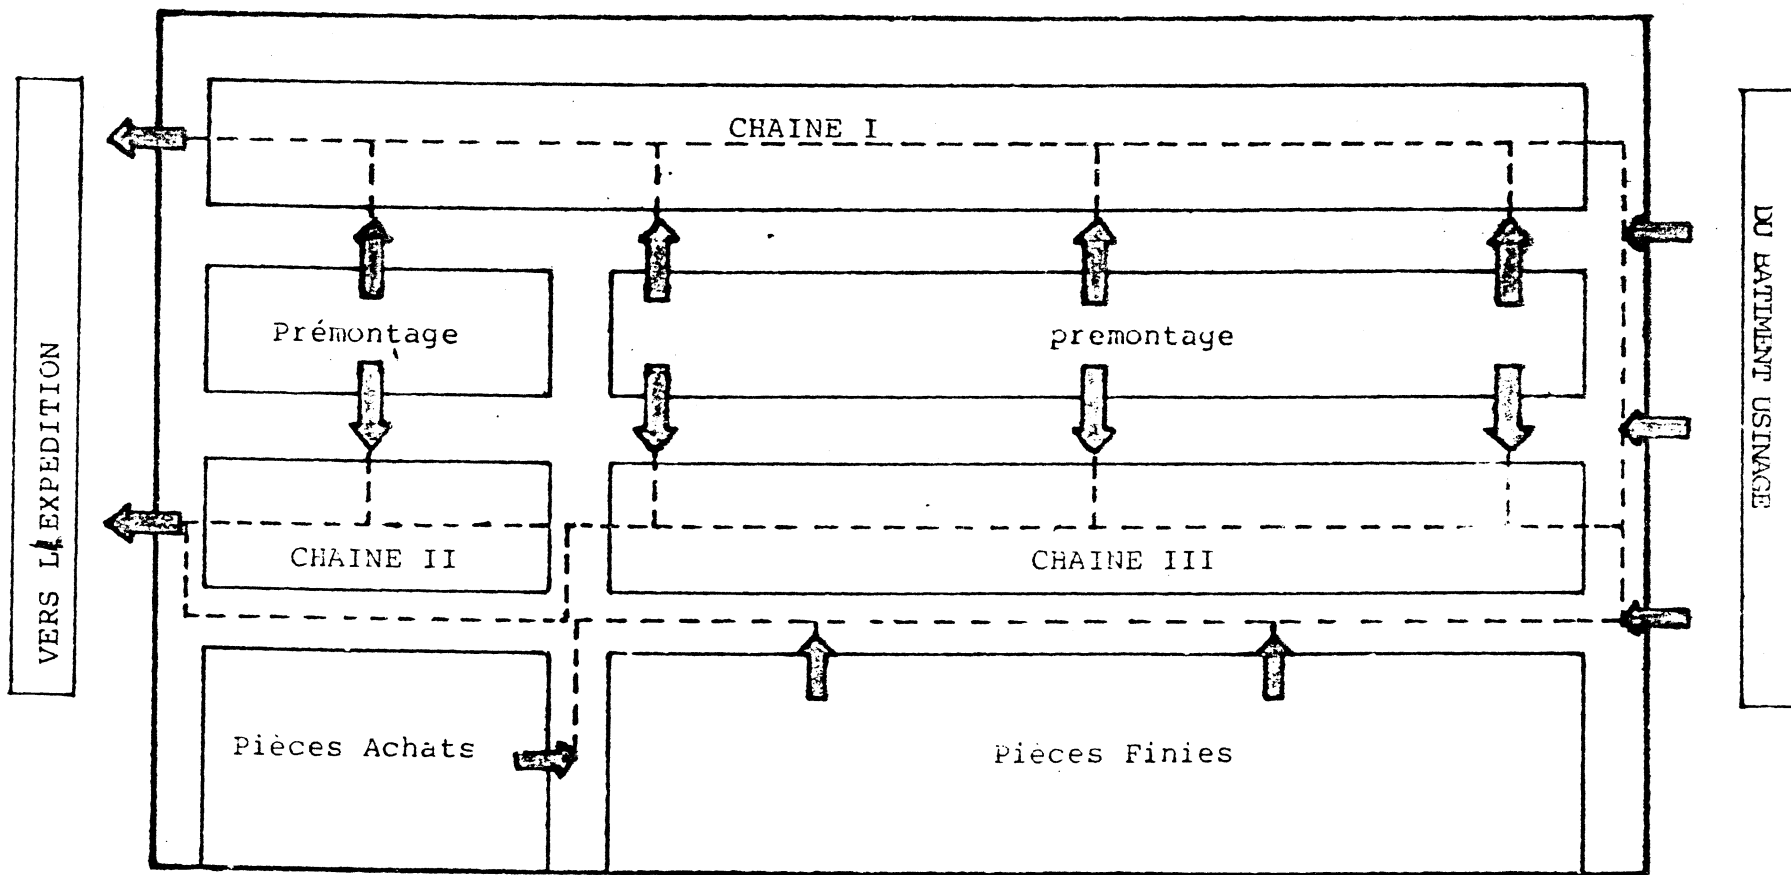 CHAINE I
Prémontage
premontage
VERS L'EXPEDITION
DU BATIMENT USINAGE
CHAINE II
CHAINE III
Pièces Achats
Pièces Finies